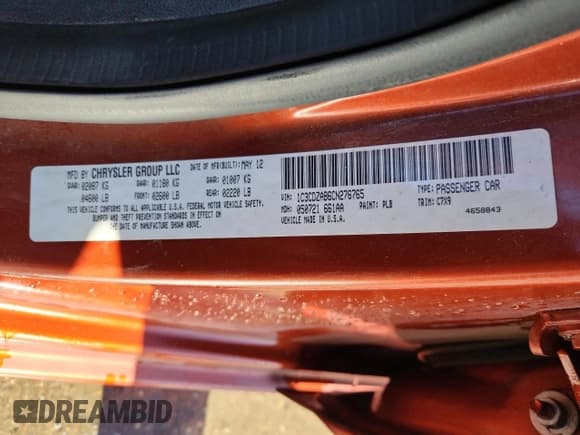 MFD BY CHRYSLER GROUP LLC DATE OF MFR(BUILT): MAY 12
GVWR: 02087 KG GAWR: 01180 KG GAWR: 01007 KG
04600 LB FRONT: 02600 LB REAR: 02220 LB
THIS VEHICLE CONFORMS TO ALL APPLICABLE U.S.A. FEDERAL MOTOR VEHICLE SAFETY,
BUMPER AND THEFT PREVENTION STANDARDS IN EFFECT ON
THE DATE OF MANUFACTURE SHOWN ABOVE.
VIN: 1C3CDZAB6CN276765 TYPE: PASSENGER CAR
MDH: 050721 661AA PAINT: PLB TRIM: C7X9
VEHICLE MADE IN U.S.A. 4658843
DREAMBID